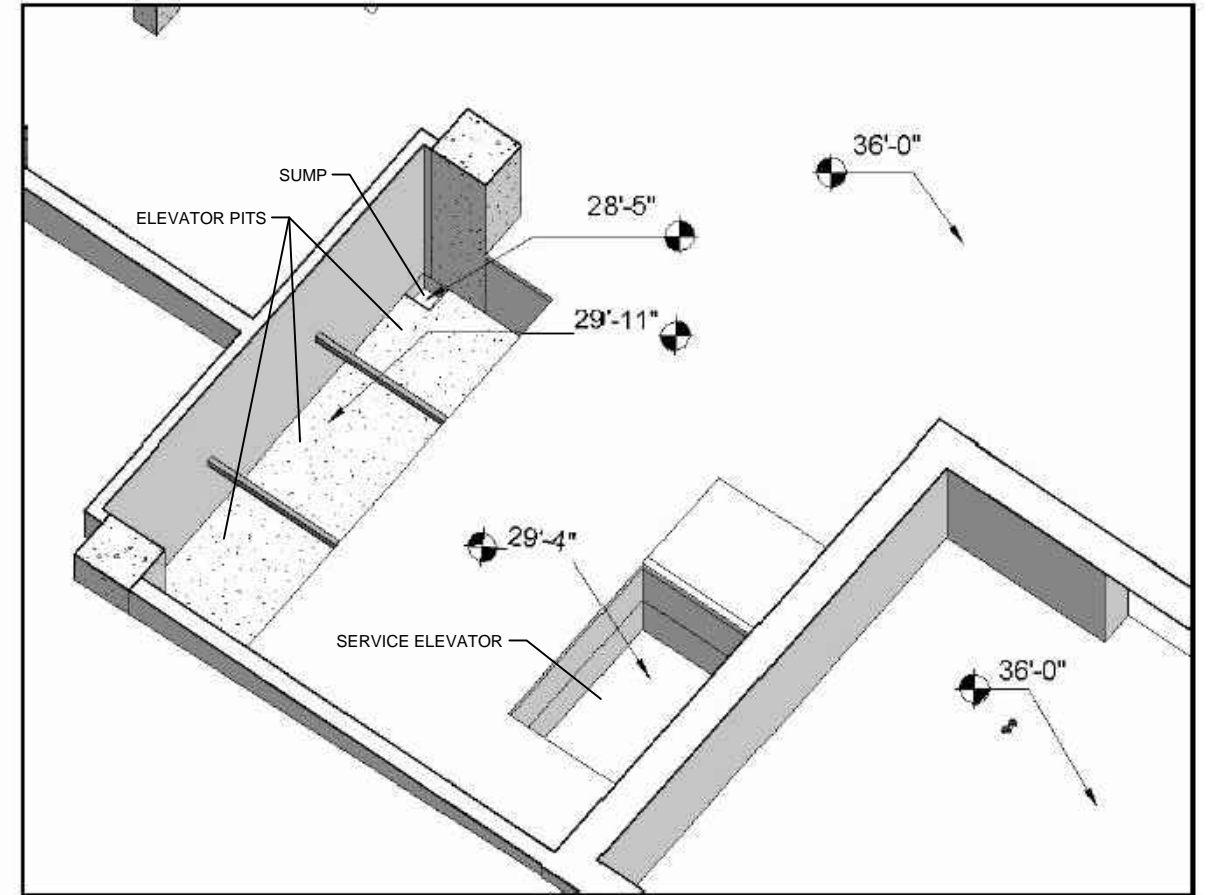 36'-0"
SUMP
28'-5"
ELEVATOR PITS
29'-11"
29'-4"
SERVICE ELEVATOR
36'-0"